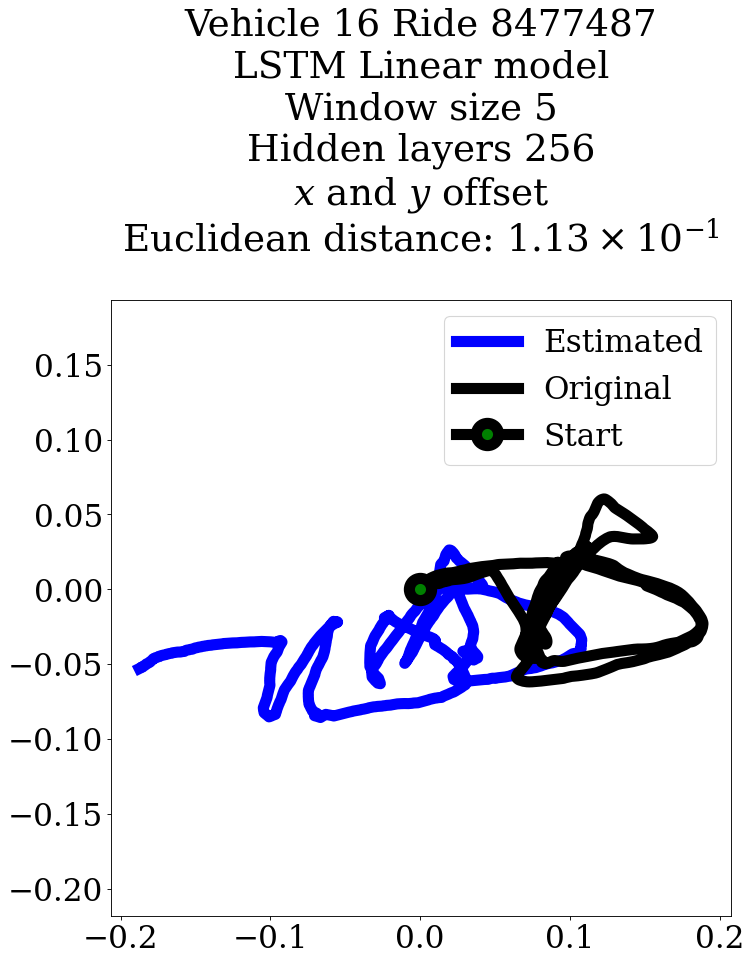 Vehicle 16 Ride 8477487
LSTM Linear model
Window size 5
Hidden layers 256
x and y offset
Euclidean distance: 1.13 × 10⁻¹
Estimated
Original
Start
0.15
0.10
0.05
0.00
−0.05
−0.10
−0.15
−0.20
−0.2 −0.1 0.0 0.1 0.2